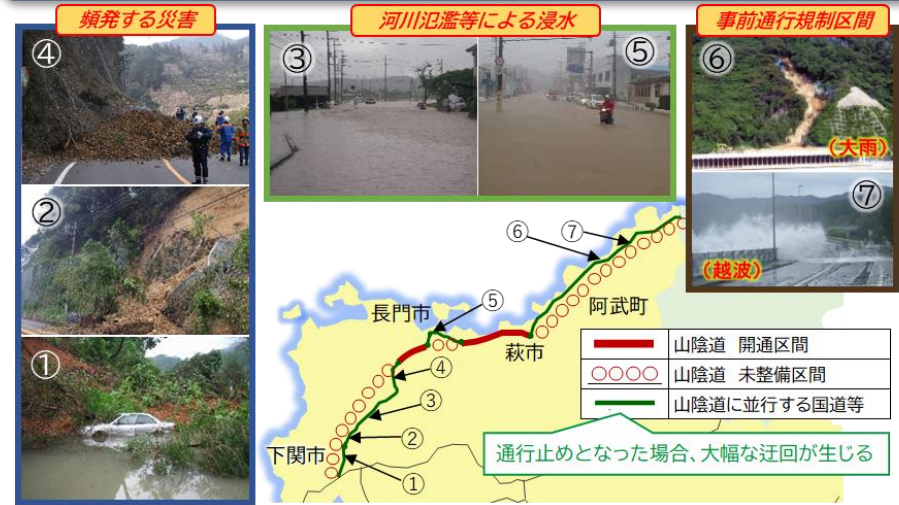 頻発する災害
河川氾濫等による浸水
事前通行規制区間
④
③
⑤
⑥
(大雨)
②
⑦
(越波)
①
⑥
⑦
⑤
長門市
阿武町
萩市
④
③
②
下関市
①
山陰道 開通区間
山陰道 未整備区間
山陰道に並行する国道等
通行止めとなった場合、大幅な迂回が生じる